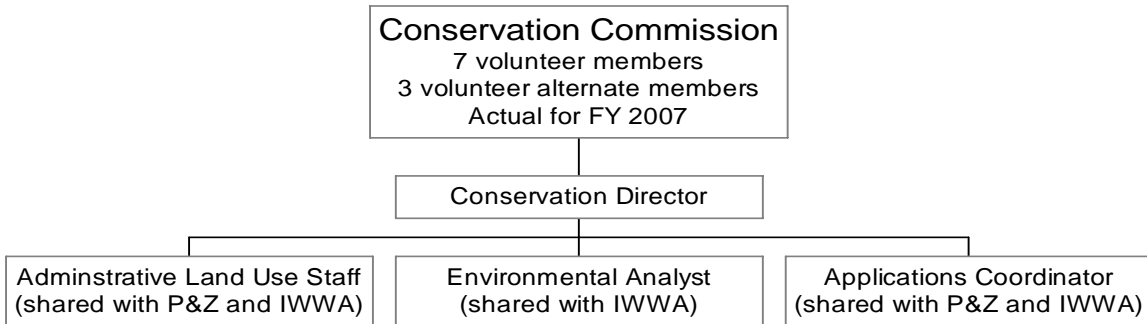 Conservation Commission
7 volunteer members
3 volunteer alternate members
Actual for FY 2007
Conservation Director
Adminstrative Land Use Staff
(shared with P&Z and IWWA)
Environmental Analyst
(shared with IWWA)
Applications Coordinator
(shared with P&Z and IWWA)